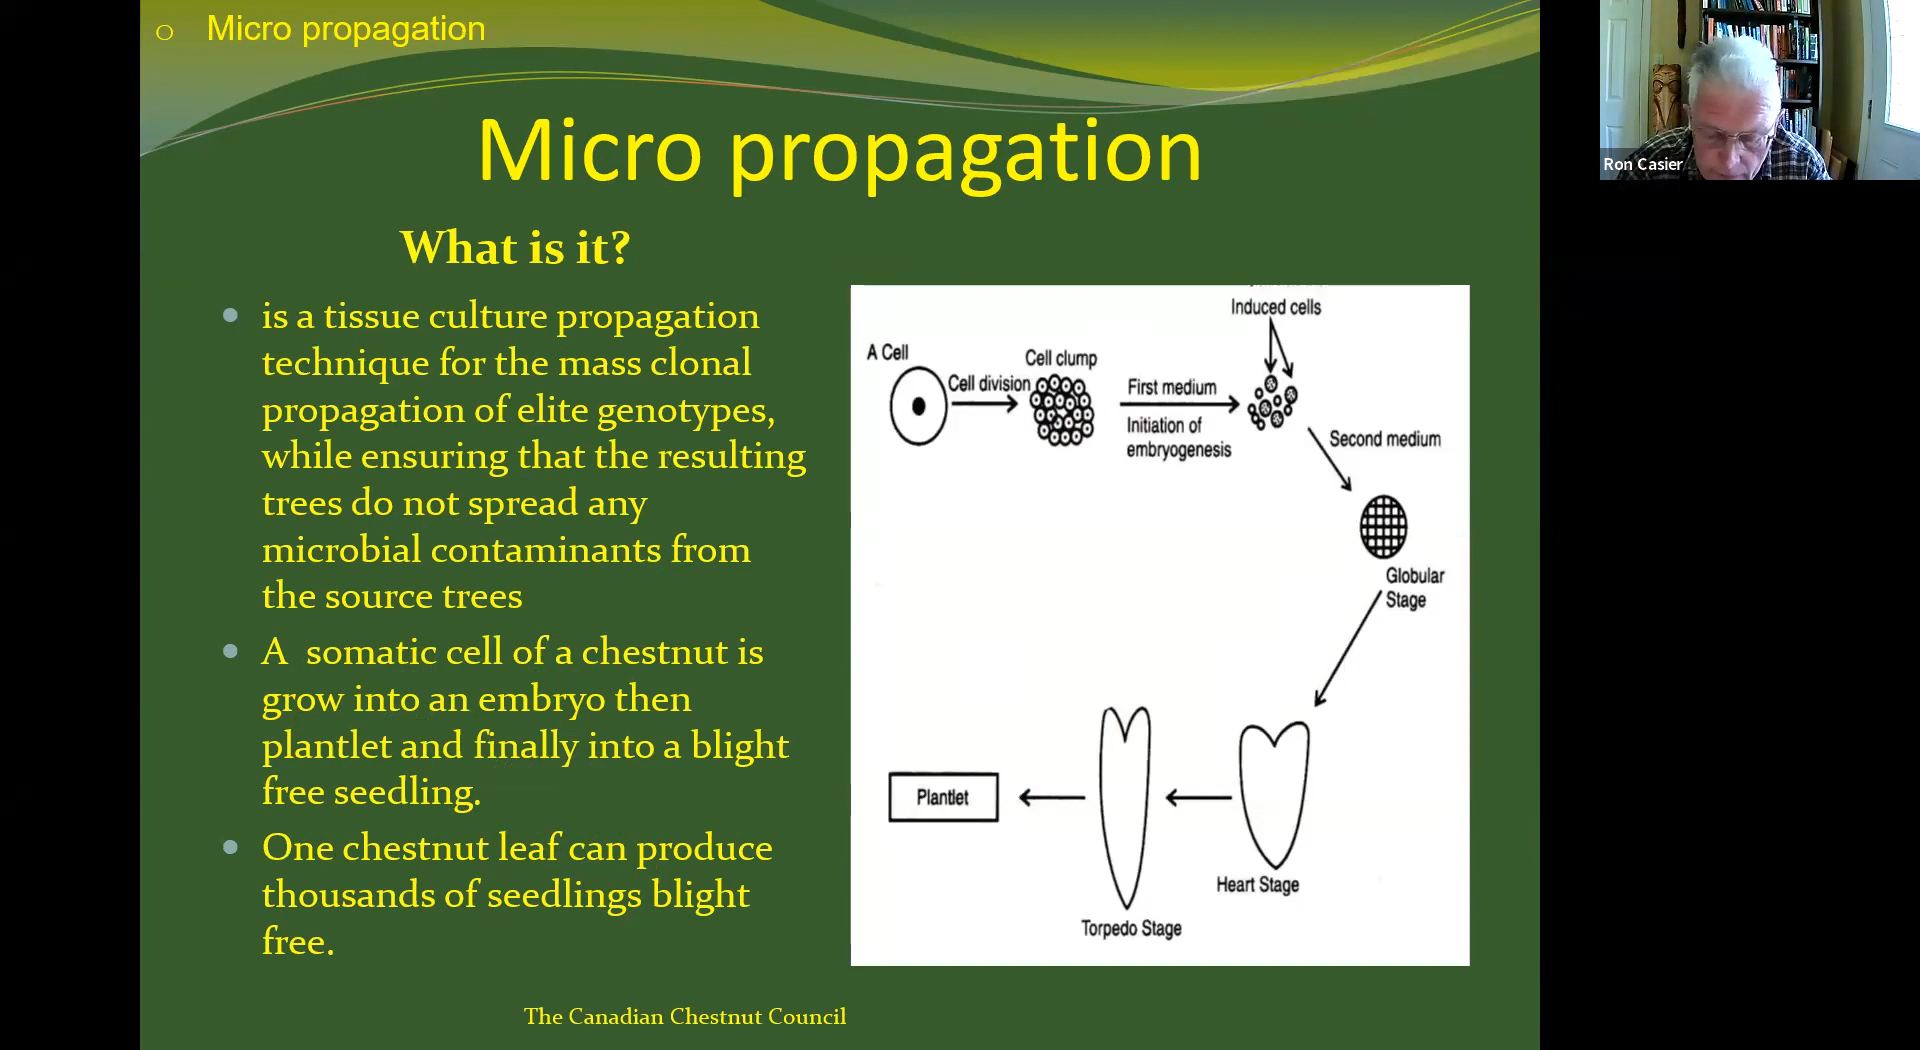 o Micro propagation
Micro propagation
What is it?
• is a tissue culture propagation
technique for the mass clonal
propagation of elite genotypes,
while ensuring that the resulting
trees do not spread any
microbial contaminants from
the source trees
• A somatic cell of a chestnut is
grow into an embryo then
plantlet and finally into a blight
free seedling.
• One chestnut leaf can produce
thousands of seedlings blight
free.
Induced cells
A Cell
Cell division
Cell clump
First medium
Initiation of
embryogenesis
Second medium
Globular
Stage
Heart Stage
Torpedo Stage
Plantlet
The Canadian Chestnut Council
Ron Casier